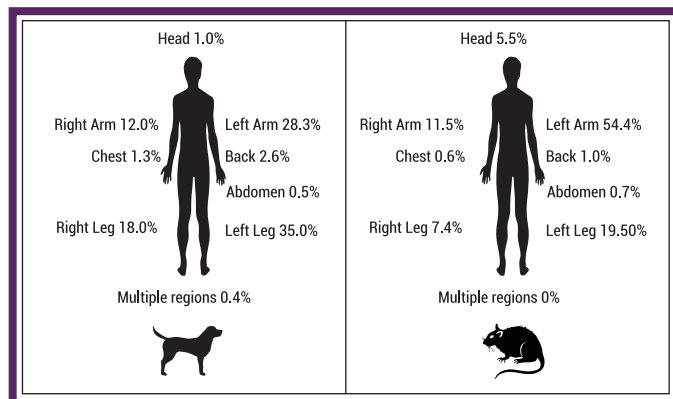 Head 1.0%
Right Arm 12.0%
Left Arm 28.3%
Chest 1.3%
Back 2.6%
Abdomen 0.5%
Right Leg 18.0%
Left Leg 35.0%
Multiple regions 0.4%
Head 5.5%
Right Arm 11.5%
Left Arm 54.4%
Chest 0.6%
Back 1.0%
Abdomen 0.7%
Right Leg 7.4%
Left Leg 19.50%
Multiple regions 0%